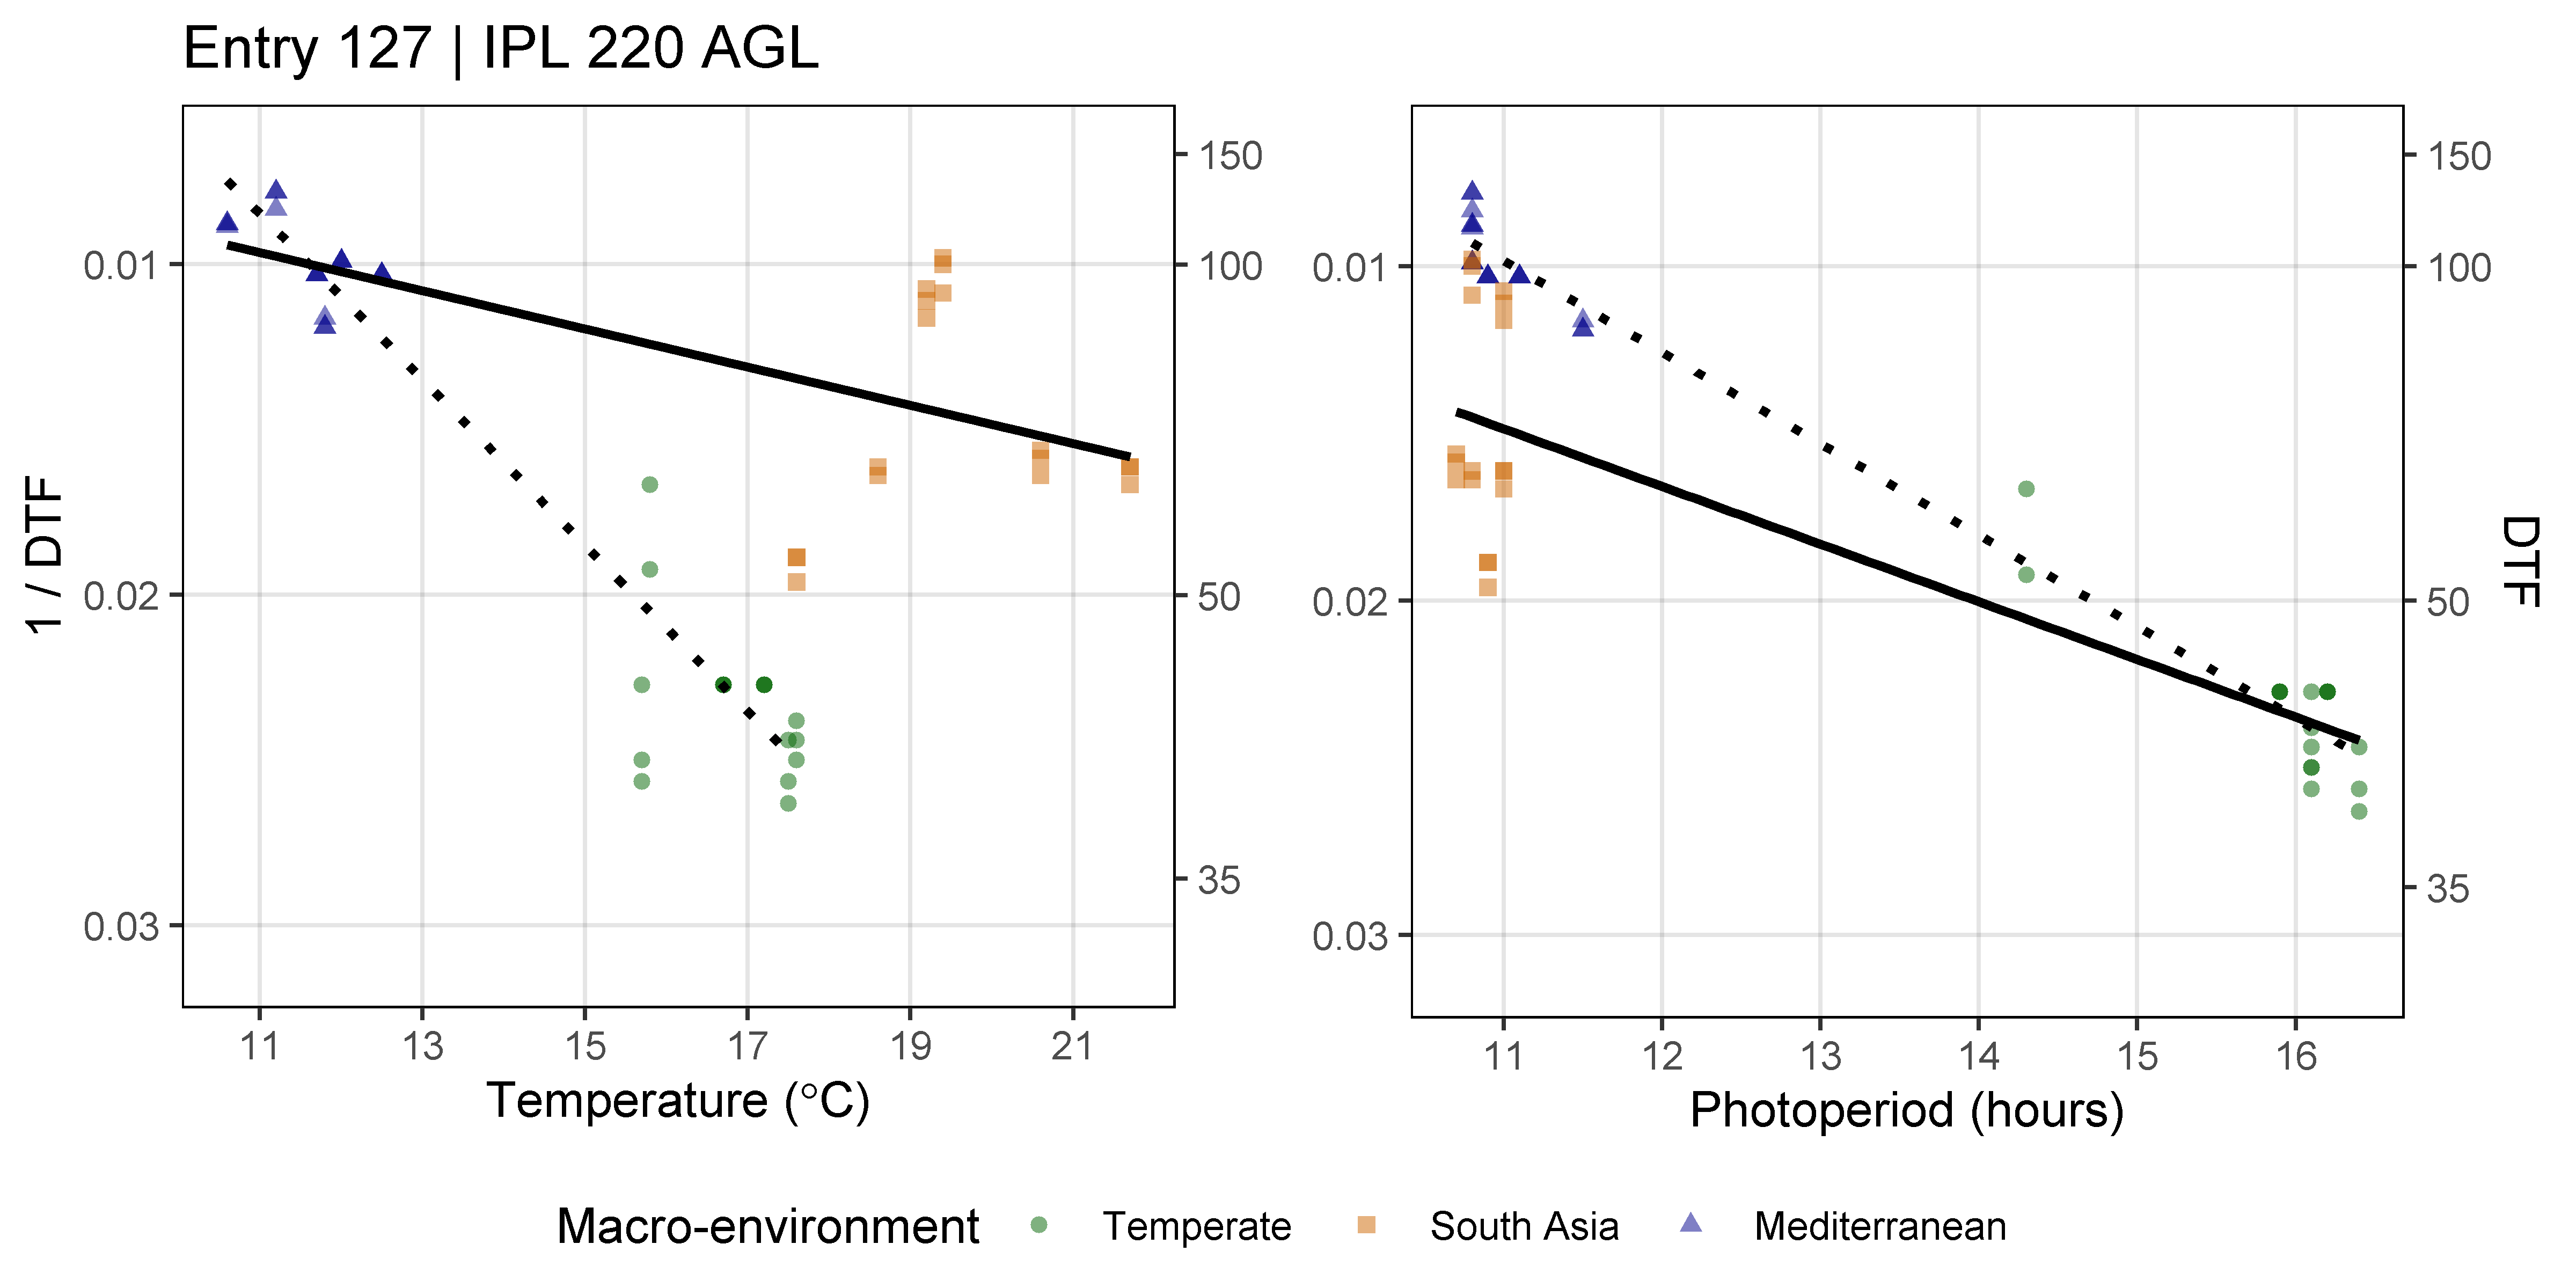 Entry 127 | IPL 220 AGL
1 / DTF
0.01
0.02
0.03
150
100
50
35
11 13 15 17 19 21
Temperature (°C)
0.01
0.02
0.03
150
100
50
35
DTF
11 12 13 14 15 16
Photoperiod (hours)
Macro-environment Temperate South Asia Mediterranean